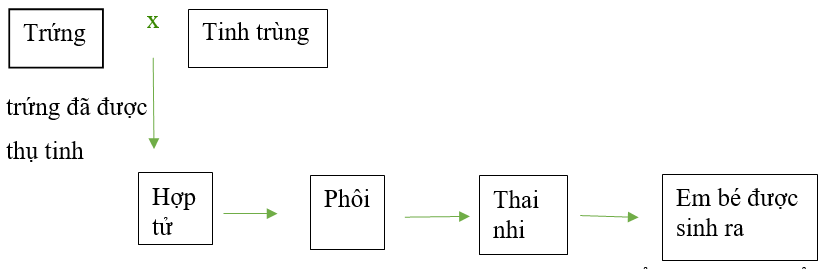 Trứng x Tinh trùng
trứng đã được
thụ tinh
Hợp
tử
Phôi
Thai
nhi
Em bé được
sinh ra